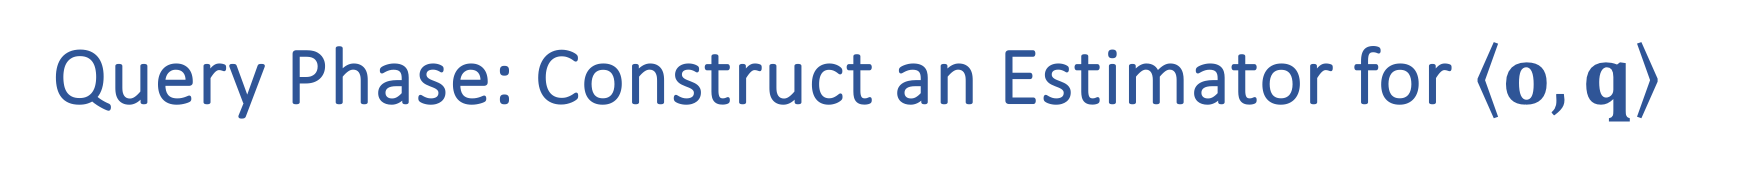 Query Phase: Construct an Estimator for ⟨𝐨, 𝐪⟩